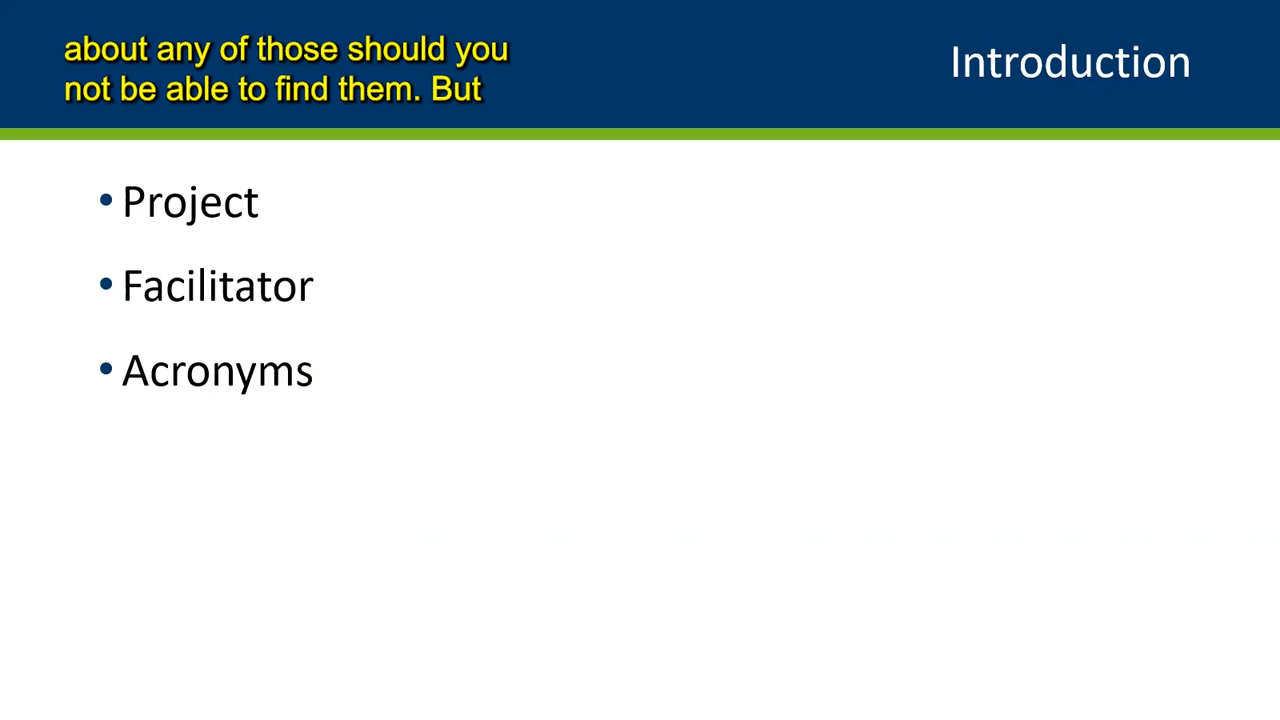 about any of those should you
not be able to find them. But
Introduction
• Project
• Facilitator
• Acronyms